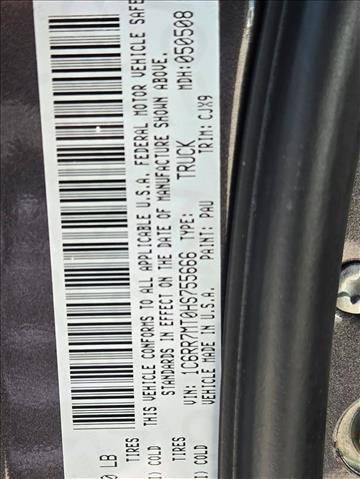 0 LB
TIRES
I) COLD
TIRES
I) COLD
THIS VEHICLE CONFORMS TO ALL APPLICABLE U.S.A. FEDERAL MOTOR VEHICLE SAFE
STANDARDS IN EFFECT ON THE DATE OF MANUFACTURE SHOWN ABOVE.
VIN: 1C6RR7MT0HS755666 TYPE: TRUCK MDH:050508
VEHICLE MADE IN U.S.A. PAINT: PAU TRIM: CJX9